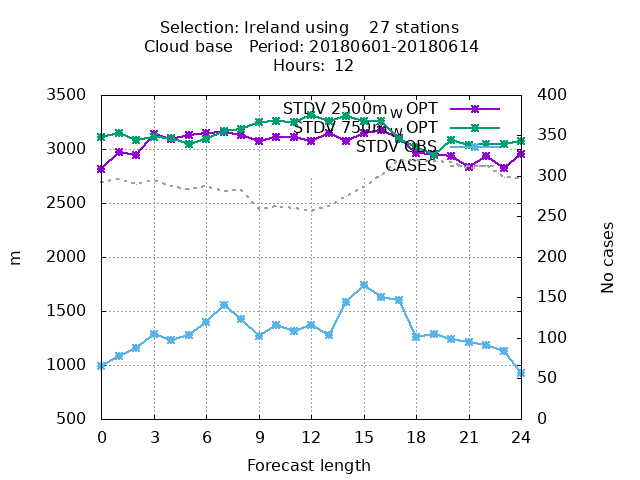 Selection: Ireland using 27 stations
Cloud base Period: 20180601-20180614
Hours: 12
3500
3000
2500
2000
1500
1000
500
m
400
350
300
250
200
150
100
50
0
No cases
STDV 2500m_W OPT
STDV 750m_W OPT
STDV OBS
CASES
0 3 6 9 12 15 18 21 24
Forecast length